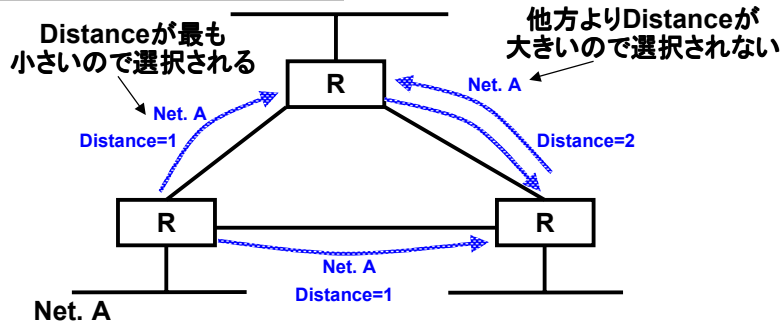 Distanceが最も
小さいので選択される
他方よりDistanceが
大きいので選択されない
R
Net. A
Distance=1
Net. A
Distance=2
R
R
Net. A
Distance=1
Net. A